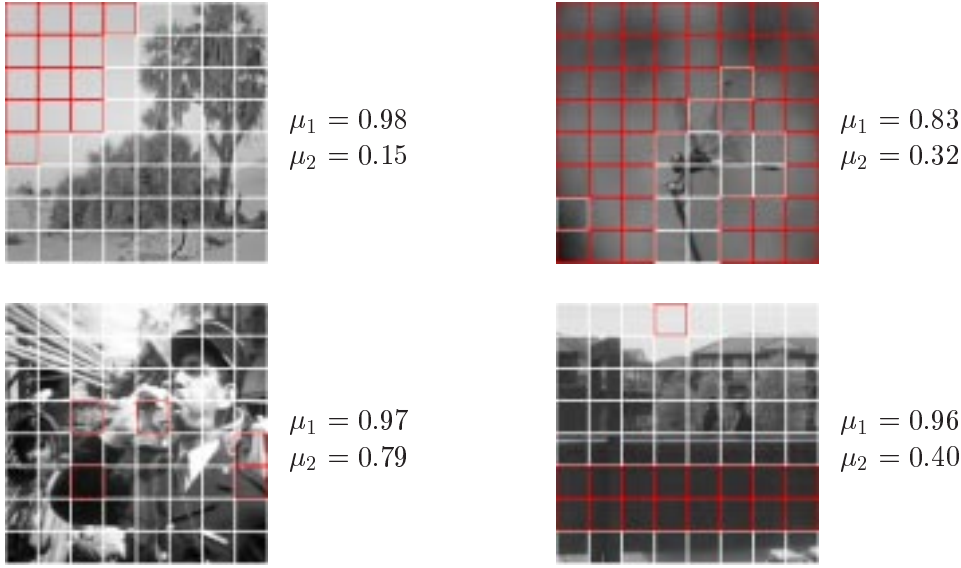 μ₁ = 0.98
μ₂ = 0.15
μ₁ = 0.83
μ₂ = 0.32
μ₁ = 0.97
μ₂ = 0.79
μ₁ = 0.96
μ₂ = 0.40